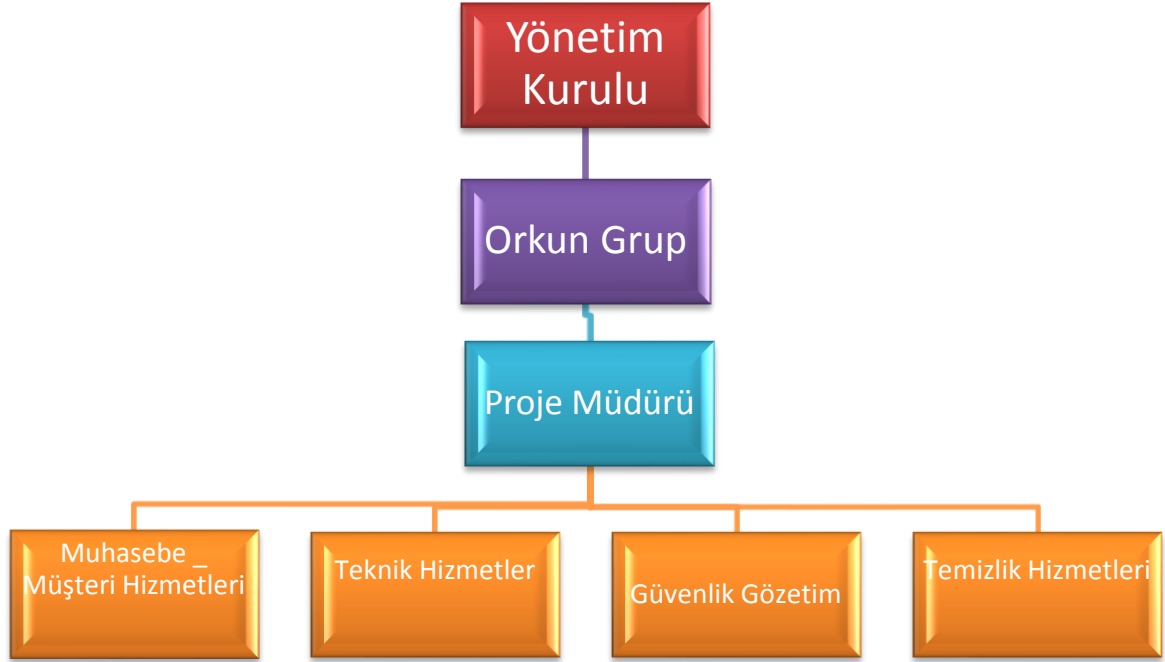 Yönetim
Kurulu
Orkun Grup
Proje Müdürü
Muhasebe _
Müşteri Hizmetleri
Teknik Hizmetler
Güvenlik Gözetim
Temizlik Hizmetleri